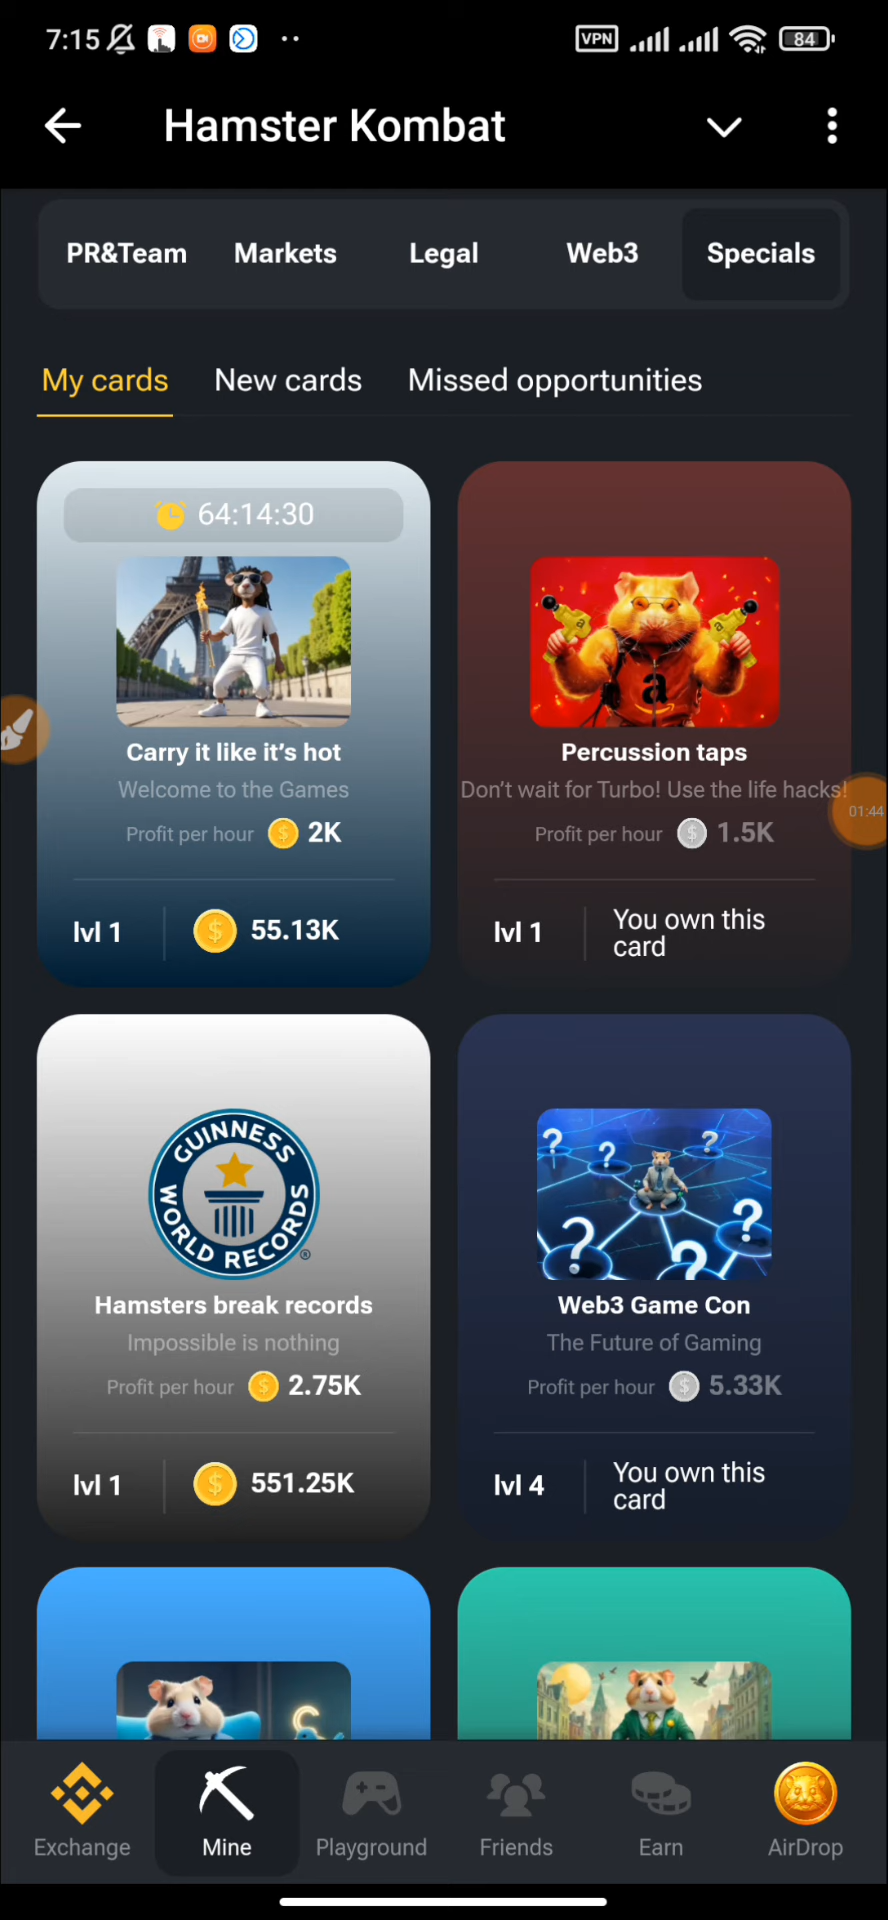 7:15
VPN
84
Hamster Kombat
PR&Team Markets Legal Web3 Specials
My cards New cards Missed opportunities
64:14:30
Carry it like it's hot
Welcome to the Games
Profit per hour 2K
lvl 1 55.13K
a
a
a
Percussion taps
Don't wait for Turbo! Use the life hacks!
Profit per hour 1.5K
lvl 1 You own this
card
01:44
GUINNESS
WORLD RECORDS
®
Hamsters break records
Impossible is nothing
Profit per hour 2.75K
lvl 1 551.25K
? ? ?
? ? ?
Web3 Game Con
The Future of Gaming
Profit per hour 5.33K
lvl 4 You own this
card
Exchange Mine Playground Friends Earn AirDrop